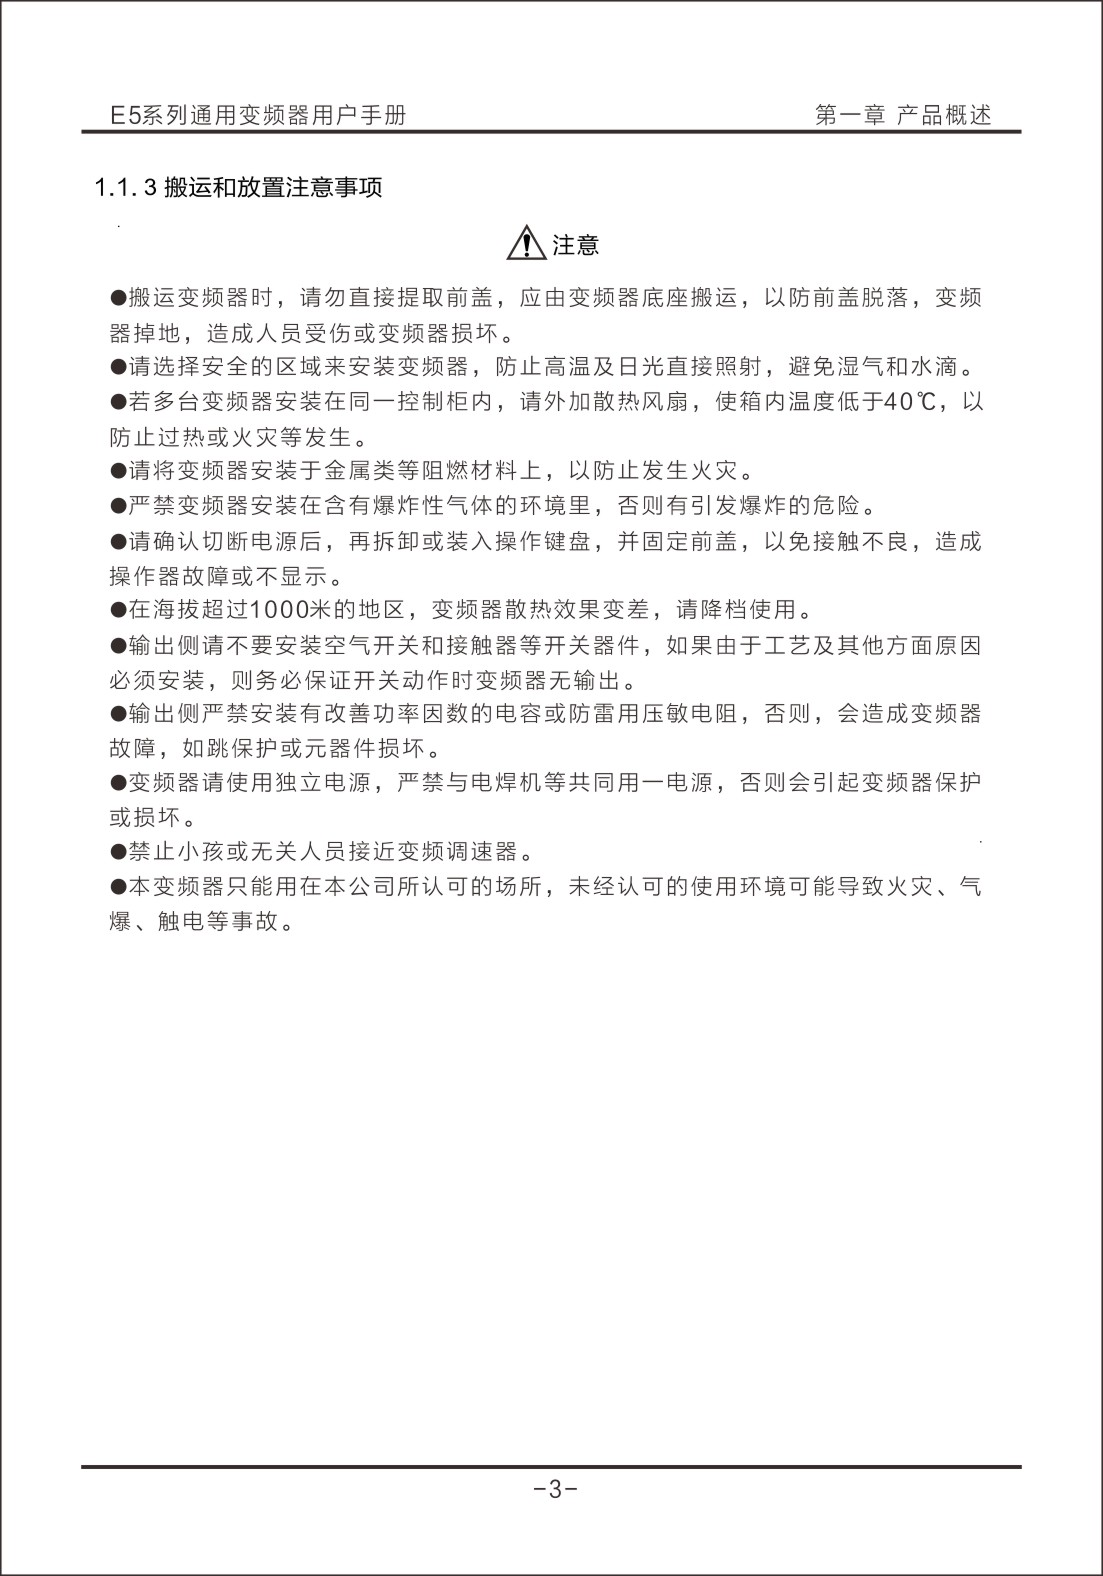 E5系列通用变频器用户手册 第一章 产品概述
1.1.3 搬运和放置注意事项
注意
●搬运变频器时，请勿直接提取前盖，应由变频器底座搬运，以防前盖脱落，变频
器掉地，造成人员受伤或变频器损坏。
●请选择安全的区域来安装变频器，防止高温及日光直接照射，避免湿气和水滴。
●若多台变频器安装在同一控制柜内，请外加散热风扇，使箱内温度低于40℃，以
防止过热或火灾等发生。
●请将变频器安装于金属类等阻燃材料上，以防止发生火灾。
●严禁变频器安装在含有爆炸性气体的环境里，否则有引发爆炸的危险。
●请确认切断电源后，再拆卸或装入操作键盘，并固定前盖，以免接触不良，造成
操作器故障或不显示。
●在海拔超过1000米的地区，变频器散热效果变差，请降档使用。
●输出侧请不要安装空气开关和接触器等开关器件，如果由于工艺及其他方面原因
必须安装，则务必保证开关动作时变频器无输出。
●输出侧严禁安装有改善功率因数的电容或防雷用压敏电阻，否则，会造成变频器
故障，如跳保护或元器件损坏。
●变频器请使用独立电源，严禁与电焊机等共同用一电源，否则会引起变频器保护
或损坏。
●禁止小孩或无关人员接近变频调速器。
●本变频器只能用在本公司所认可的场所，未经认可的使用环境可能导致火灾、气
爆、触电等事故。
-3-